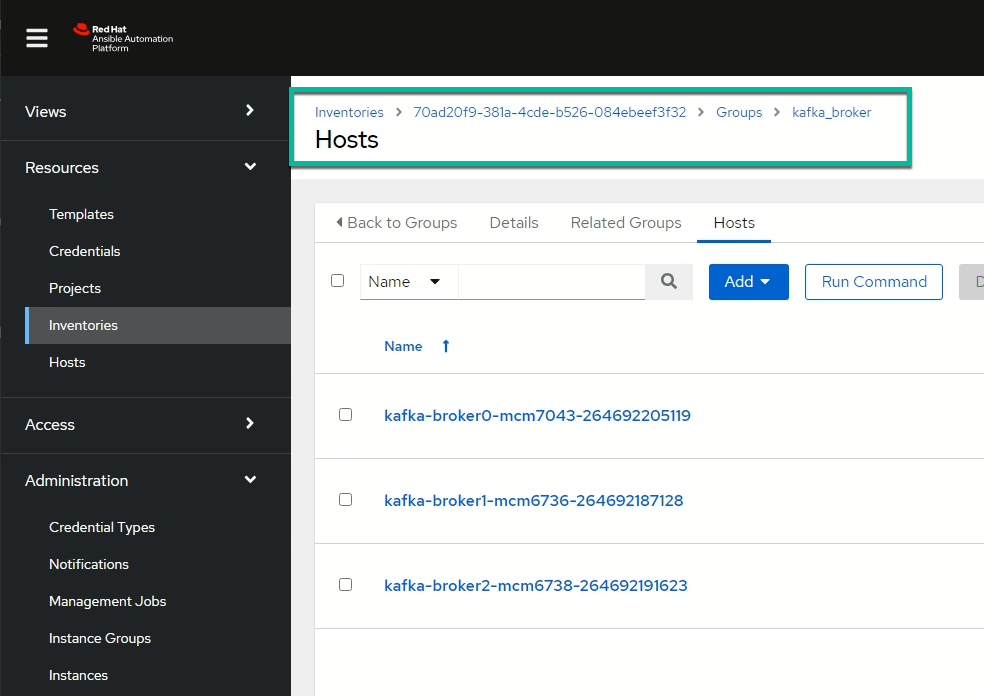 Red Hat
Ansible Automation
Platform
Views
Resources
Templates
Credentials
Projects
Inventories
Hosts
Access
Administration
Credential Types
Notifications
Management Jobs
Instance Groups
Instances
Inventories > 70ad20f9-381a-4cde-b526-084ebeef3f32 > Groups > kafka_broker
Hosts
Back to Groups Details Related Groups Hosts
Name Add Run Command D
Name
kafka-broker0-mcm7043-264692205119
kafka-broker1-mcm6736-264692187128
kafka-broker2-mcm6738-264692191623